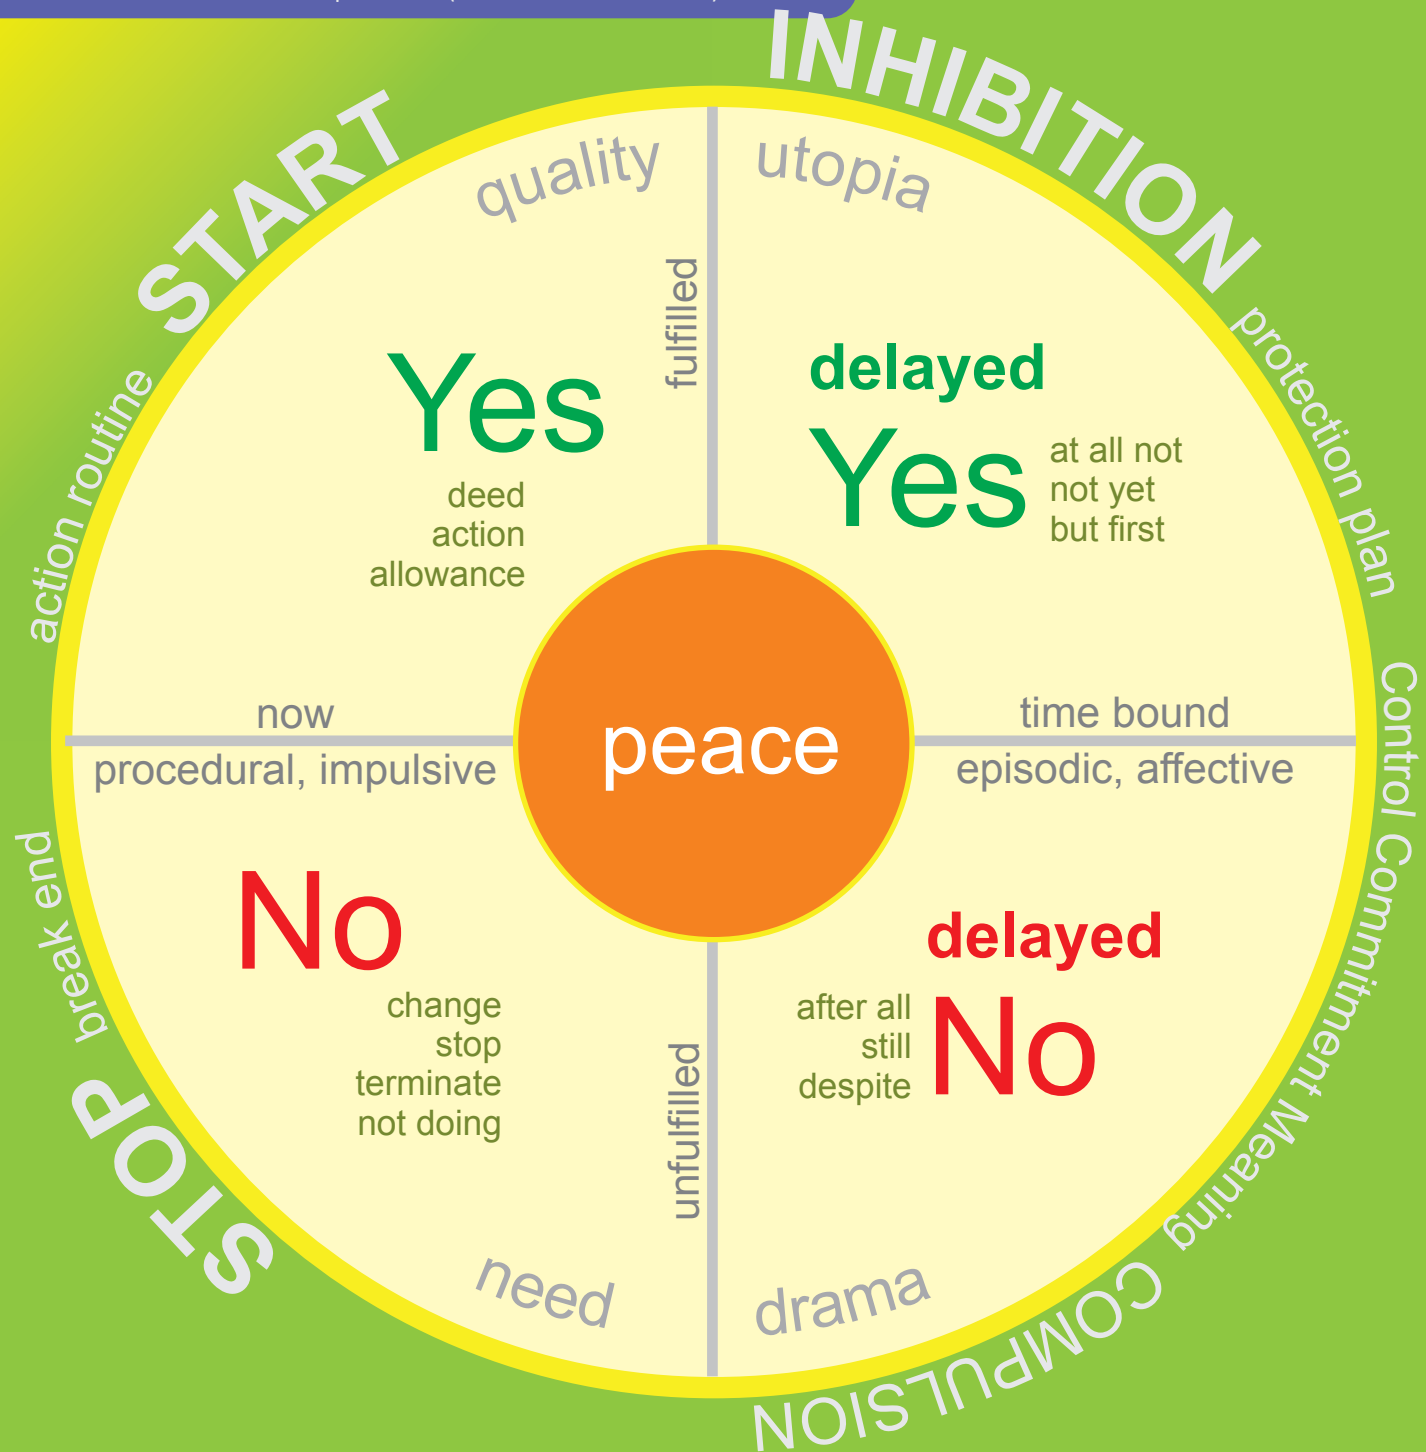 START
INHIBITION
action routine
protection plan
quality
utopia
fulfilled
Yes
deed
action
allowance
delayed
Yes
at all not
not yet
but first
now
procedural, impulsive
peace
time bound
episodic, affective
No
change
stop
terminate
not doing
delayed
No
after all
still
despite
unfulfilled
need
drama
break end
STOP
Control Commitment Meaning
COMPULSION